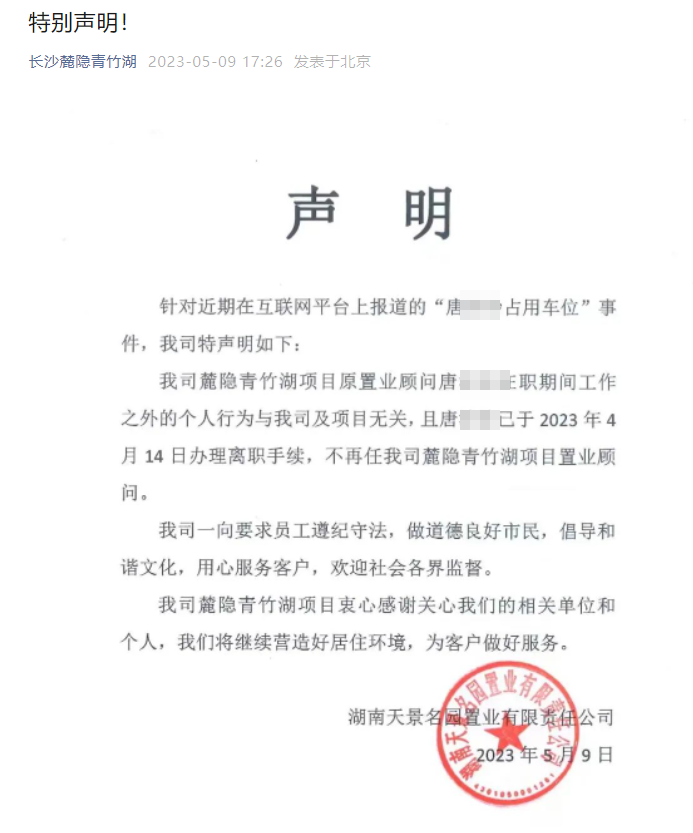 特别声明！
长沙麓隐青竹湖 2023-05-09 17:26 发表于北京
声 明
针对近期在互联网平台上报道的“唐 占用车位”事
件，我司特声明如下：
我司麓隐青竹湖项目原置业顾问唐 在职期间工作
之外的个人行为与我司及项目无关，且唐 已于 2023 年 4
月 14 日办理离职手续，不再任我司麓隐青竹湖项目置业顾
问。
我司一向要求员工遵纪守法，做道德良好市民，倡导和
谐文化，用心服务客户，欢迎社会各界监督。
我司麓隐青竹湖项目衷心感谢关心我们的相关单位和
个人，我们将继续营造好居住环境，为客户做好服务。
湖南天景名园置业有限责任公司
2023 年 5 月 9 日
湖南天景名园置业有限责任公司